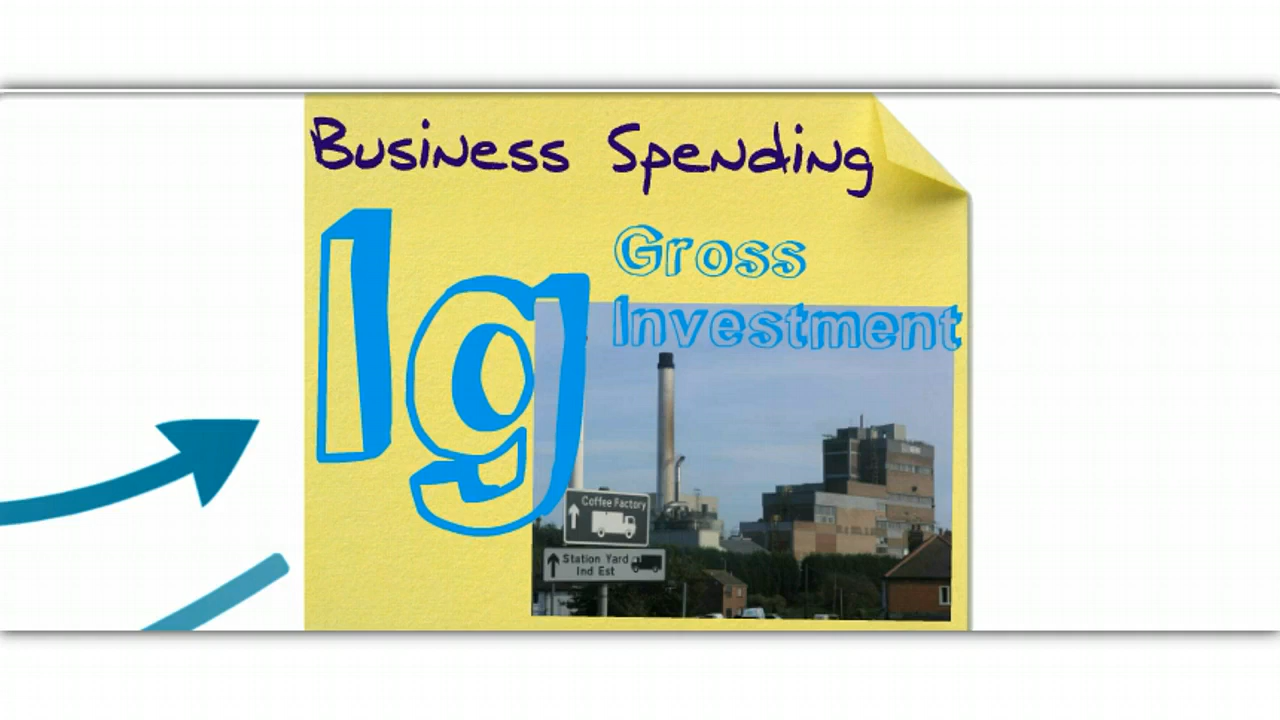 Business Spending
Ig
Gross
Investment
Coffee Factory
Station Yard
Ind Est